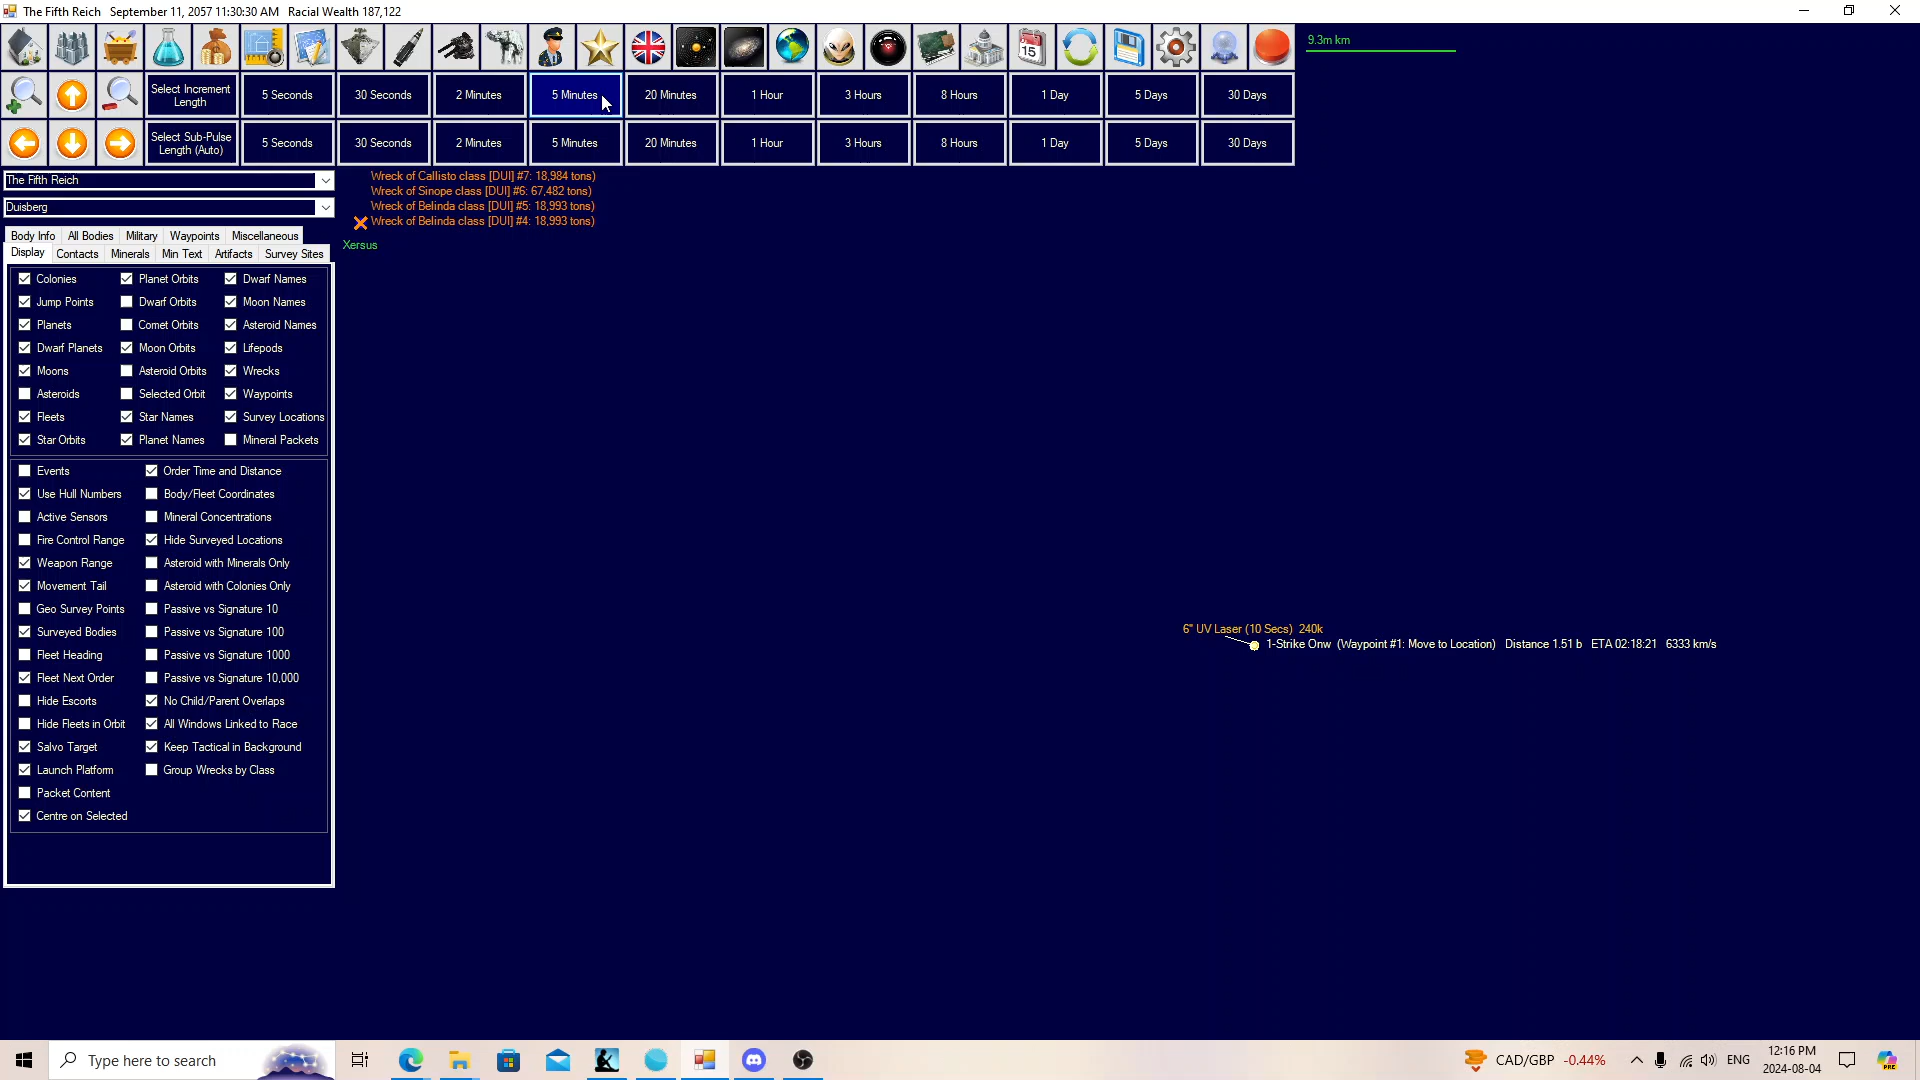 The Fifth Reich   September 11, 2057 11:30:30 AM   Racial Wealth 187,122
9.3m km
15
Select Increment Length
5 Seconds
30 Seconds
2 Minutes
5 Minutes
20 Minutes
1 Hour
3 Hours
8 Hours
1 Day
5 Days
30 Days
Select Sub-Pulse Length (Auto)
5 Seconds
30 Seconds
2 Minutes
5 Minutes
20 Minutes
1 Hour
3 Hours
8 Hours
1 Day
5 Days
30 Days
The Fifth Reich
Duisberg
Wreck of Callisto class [DUI] #7: 18,984 tons)
Wreck of Sinope class [DUI] #6: 67,482 tons)
Wreck of Belinda class [DUI] #5: 18,993 tons)
Wreck of Belinda class [DUI] #4: 18,993 tons)
Xersus
Body Info   All Bodies   Military   Waypoints   Miscellaneous
Display   Contacts   Minerals   Min Text   Artifacts   Survey Sites
Colonies   Planet Orbits   Dwarf Names
Jump Points   Dwarf Orbits   Moon Names
Planets   Comet Orbits   Asteroid Names
Dwarf Planets   Moon Orbits   Lifepods
Moons   Asteroid Orbits   Wrecks
Asteroids   Selected Orbit   Waypoints
Fleets   Star Names   Survey Locations
Star Orbits   Planet Names   Mineral Packets
Events   Order Time and Distance
Use Hull Numbers   Body/Fleet Coordinates
Active Sensors   Mineral Concentrations
Fire Control Range   Hide Surveyed Locations
Weapon Range   Asteroid with Minerals Only
Movement Tail   Asteroid with Colonies Only
Geo Survey Points   Passive vs Signature 10
Surveyed Bodies   Passive vs Signature 100
Fleet Heading   Passive vs Signature 1000
Fleet Next Order   Passive vs Signature 10,000
Hide Escorts   No Child/Parent Overlaps
Hide Fleets in Orbit   All Windows Linked to Race
Salvo Target   Keep Tactical in Background
Launch Platform   Group Wrecks by Class
Packet Content
Centre on Selected
6" UV Laser (10 Secs)  240k
1-Strike Onw  (Waypoint #1: Move to Location)   Distance 1.51 b   ETA 02:18:21   6333 km/s
Type here to search
CAD/GBP   -0.44%
ENG
12:16 PM
2024-08-04
PRE